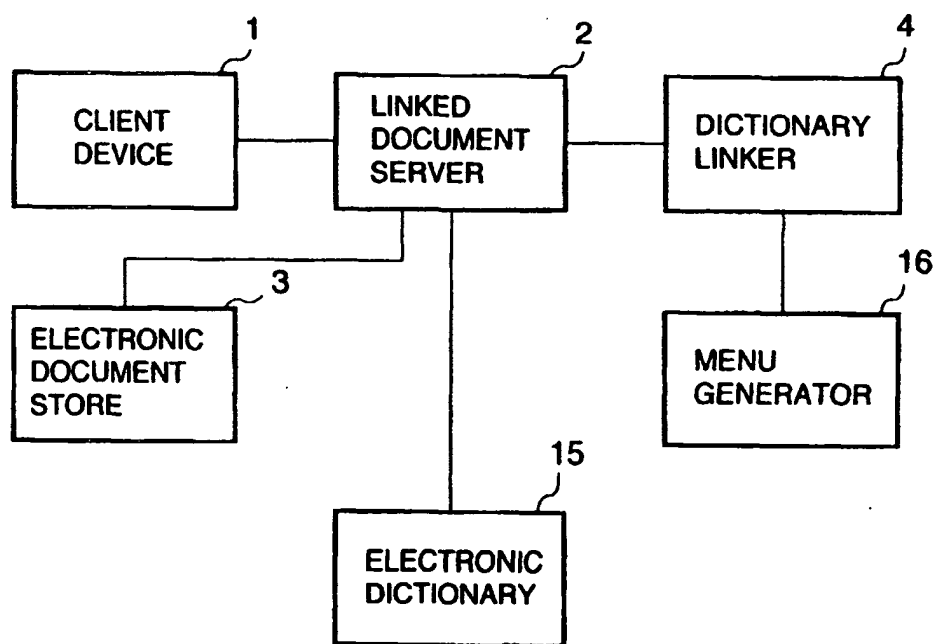 1
CLIENT
DEVICE
2
LINKED
DOCUMENT
SERVER
4
DICTIONARY
LINKER
3
ELECTRONIC
DOCUMENT
STORE
16
MENU
GENERATOR
15
ELECTRONIC
DICTIONARY